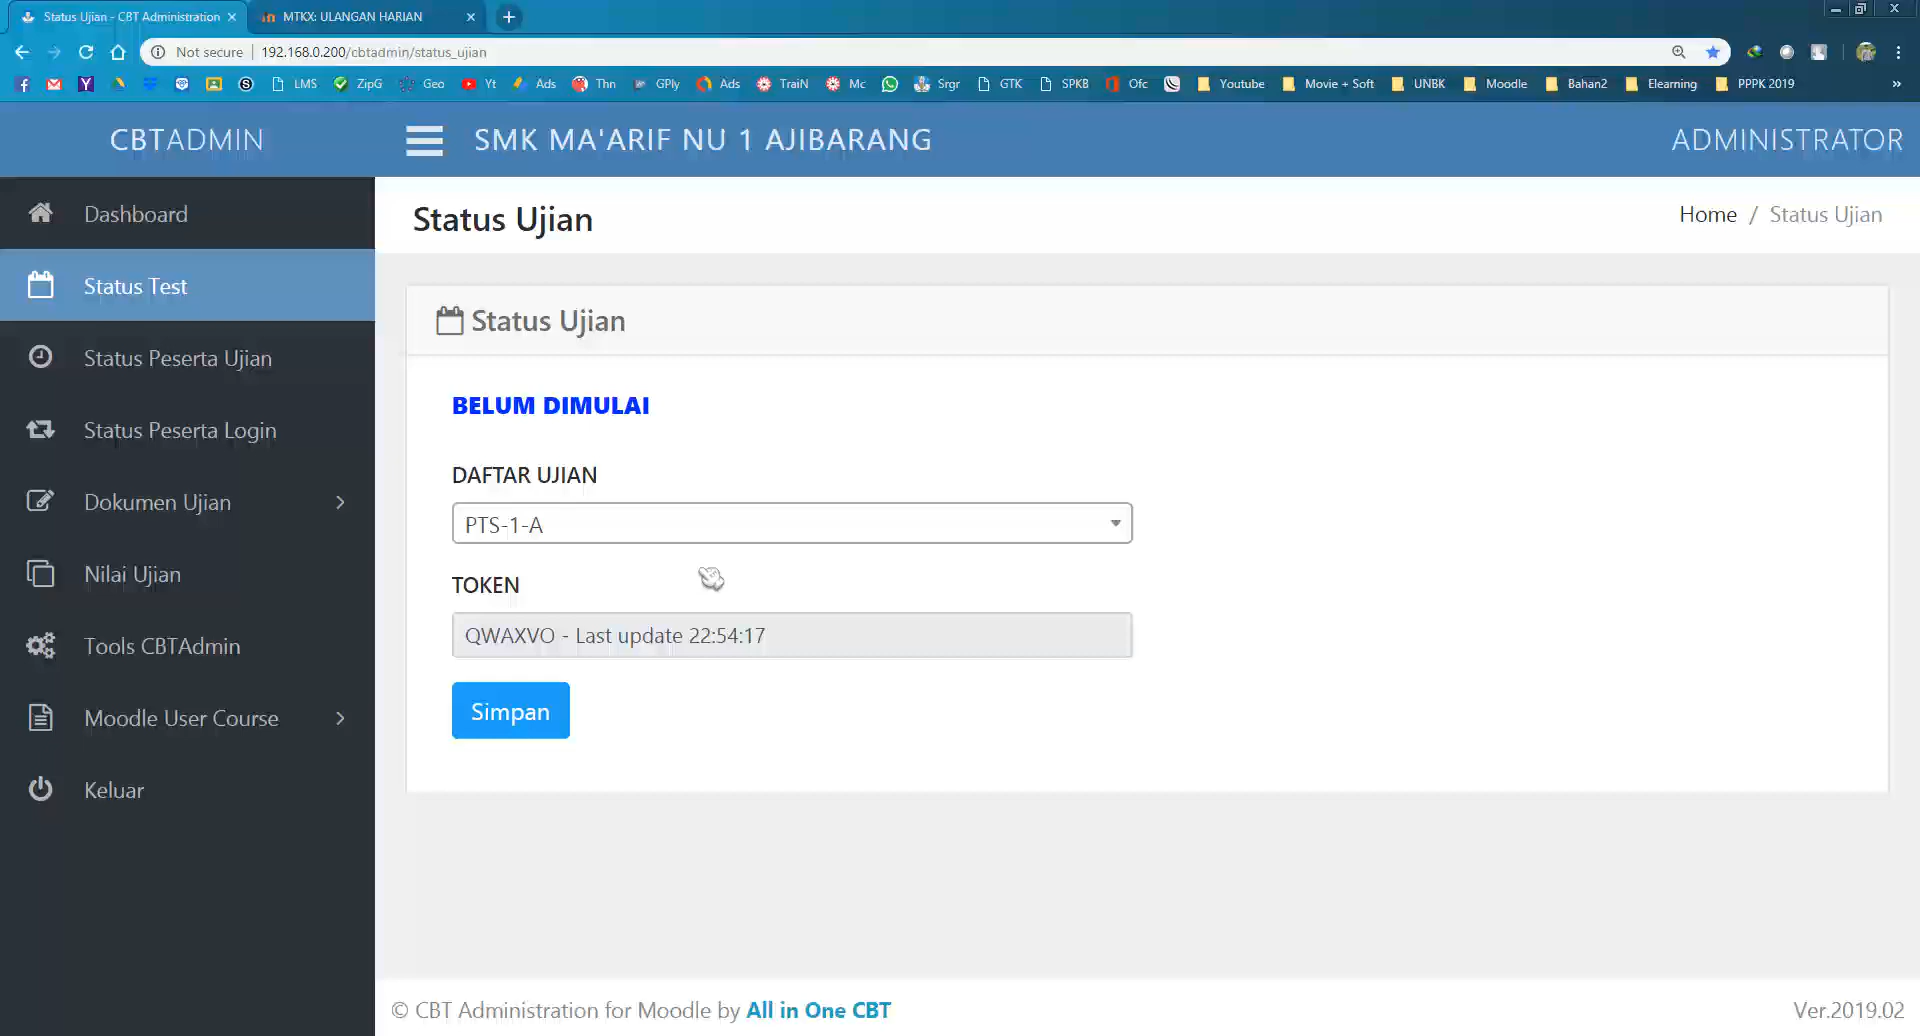 Status Ujian - CBT Administration
MTKX: ULANGAN HARIAN
Not secure | 192.168.0.200/cbtadmin/status_ujian
LMS ZipG Geo Yt Ads Thn GPly Ads TraiN Mc Srgr GTK SPKB Ofc Youtube Movie + Soft UNBK Moodle Bahan2 Elearning PPPK 2019 »
CBTADMIN
SMK MA'ARIF NU 1 AJIBARANG
ADMINISTRATOR
Dashboard
Status Test
Status Peserta Ujian
Status Peserta Login
Dokumen Ujian
Nilai Ujian
Tools CBTAdmin
Moodle User Course
Keluar
Status Ujian
Home / Status Ujian
Status Ujian
BELUM DIMULAI
DAFTAR UJIAN
PTS-1-A
TOKEN
QWAXVO - Last update 22:54:17
Simpan
© CBT Administration for Moodle by All in One CBT
Ver.2019.02